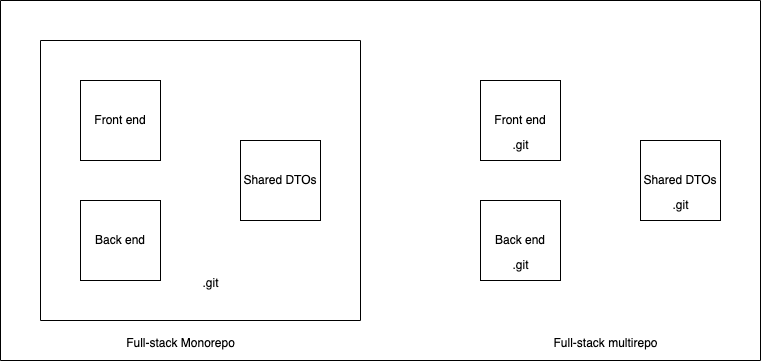 Front end
Shared DTOs
Back end
.git
Full-stack Monorepo
Front end
.git
Shared DTOs
.git
Back end
.git
Full-stack multirepo